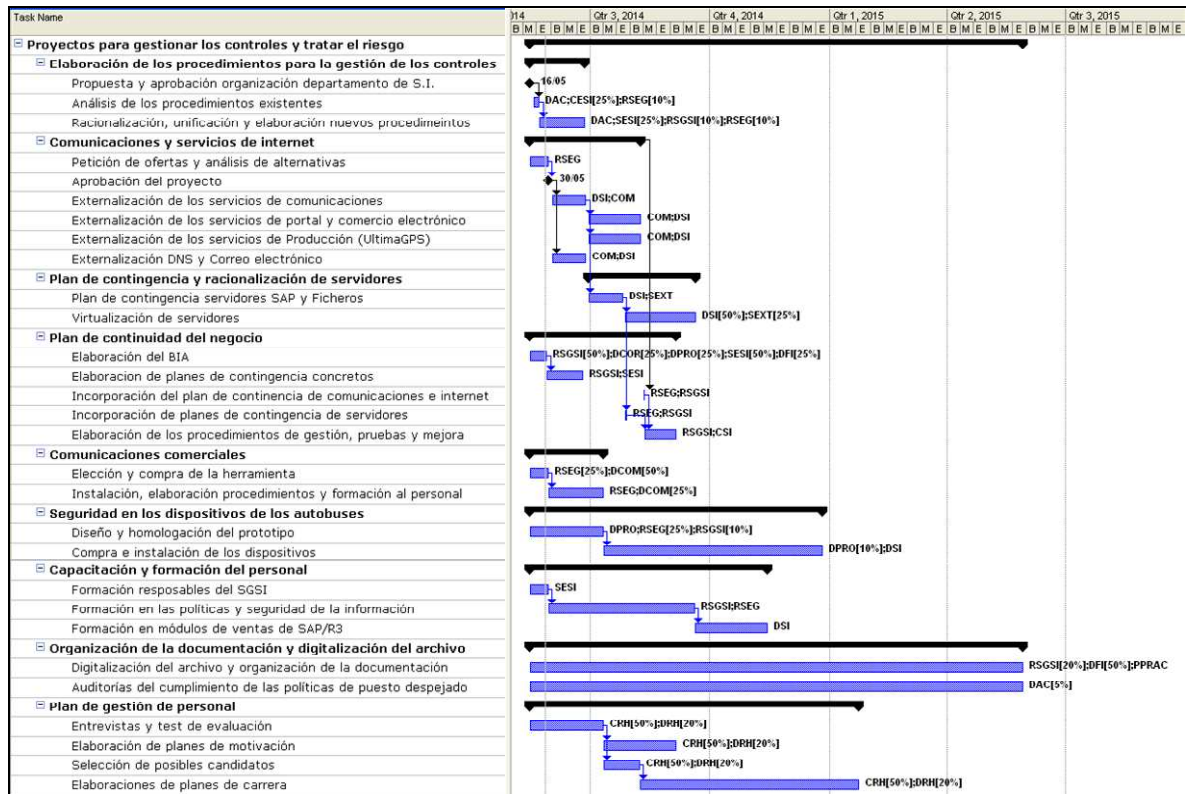 Task Name 014 Qtr 3, 2014 Qtr 4, 2014 Qtr 1, 2015 Qtr 2, 2015 Qtr 3, 2015
B M E B M E B M E B M E B M E B M E B M E B M E B M E B M E B M E B M E B M E B M E B M E B M E
Proyectos para gestionar los controles y tratar el riesgo
Elaboración de los procedimientos para la gestión de los controles
Propuesta y aprobación organización departamento de S.I. 16/05
Análisis de los procedimientos existentes DAC;CESI[25%];RSEG[10%]
Racionalización, unificación y elaboración nuevos procedimeintos DAC;SESI[25%];RSGSI[10%];RSEG[10%]
Comunicaciones y servicios de internet
Petición de ofertas y análisis de alternativas RSEG
Aprobación del proyecto 30/05
Externalización de los servicios de comunicaciones DSI;COM
Externalización de los servicios de portal y comercio electrónico COM;DSI
Externalización de los servicios de Producción (UltimaGPS) COM;DSI
Externalización DNS y Correo electrónico COM;DSI
Plan de contingencia y racionalización de servidores
Plan de contingencia servidores SAP y Ficheros DSI;SEXT
Virtualización de servidores DSI[50%];SEXT[25%]
Plan de continuidad del negocio
Elaboración del BIA RSGSI[50%];DCOR[25%];DPRO[25%];SESI[50%];DFI[25%]
Elaboracion de planes de contingencia concretos RSGSI;SESI
Incorporación del plan de continencia de comunicaciones e internet RSEG;RSGSI
Incorporación de planes de contingencia de servidores RSEG;RSGSI
Elaboración de los procedimientos de gestión, pruebas y mejora RSGSI;CSI
Comunicaciones comerciales
Elección y compra de la herramienta RSEG[25%];DCOM[50%]
Instalación, elaboración procedimientos y formación al personal RSEG;DCOM[25%]
Seguridad en los dispositivos de los autobuses
Diseño y homologación del prototipo DPRO;RSEG[25%];RSGSI[10%]
Compra e instalación de los dispositivos DPRO[10%];DSI
Capacitación y formación del personal
Formación resposables del SGSI SESI
Formación en las políticas y seguridad de la información RSGSI;RSEG
Formación en módulos de ventas de SAP/R3 DSI
Organización de la documentación y digitalización del archivo
Digitalización del archivo y organización de la documentación RSGSI[20%];DFI[50%];PPRAC
Auditorías del cumplimiento de las políticas de puesto despejado DAC[5%]
Plan de gestión de personal
Entrevistas y test de evaluación CRH[50%];DRH[20%]
Elaboración de planes de motivación CRH[50%];DRH[20%]
Selección de posibles candidatos CRH[50%];DRH[20%]
Elaboraciones de planes de carrera CRH[50%];DRH[20%]